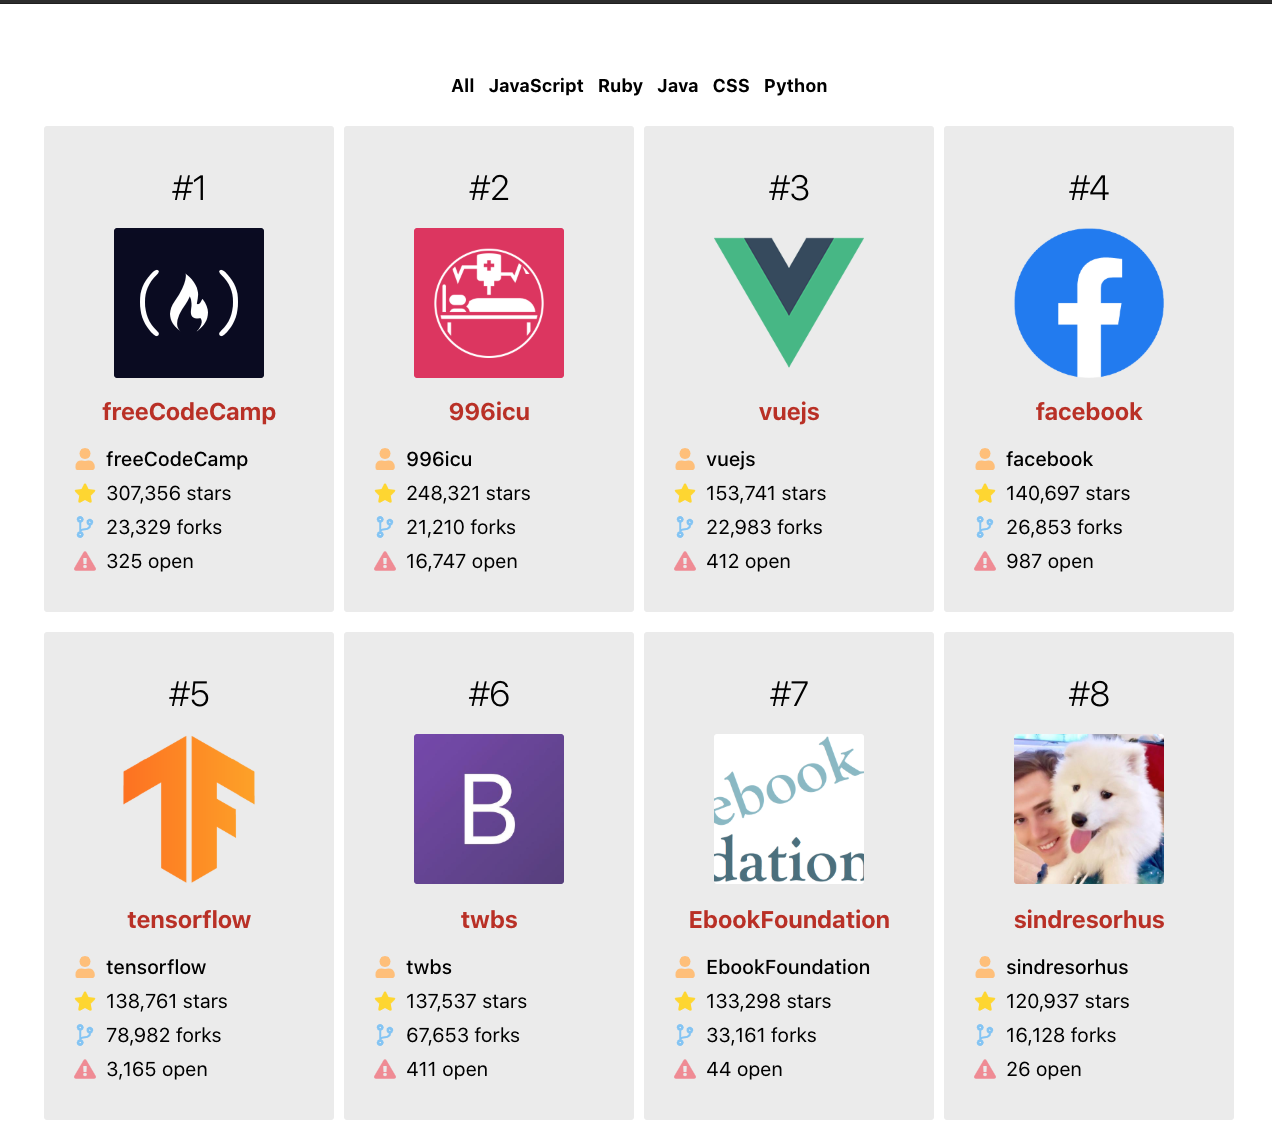 All JavaScript Ruby Java CSS Python
#1
freeCodeCamp
freeCodeCamp
307,356 stars
23,329 forks
325 open
#2
996icu
996icu
248,321 stars
21,210 forks
16,747 open
#3
vuejs
vuejs
153,741 stars
22,983 forks
412 open
#4
f
facebook
facebook
140,697 stars
26,853 forks
987 open
#5
TF
tensorflow
tensorflow
138,761 stars
78,982 forks
3,165 open
#6
B
twbs
twbs
137,537 stars
67,653 forks
411 open
#7
ebook
dation
EbookFoundation
EbookFoundation
133,298 stars
33,161 forks
44 open
#8
sindresorhus
sindresorhus
120,937 stars
16,128 forks
26 open